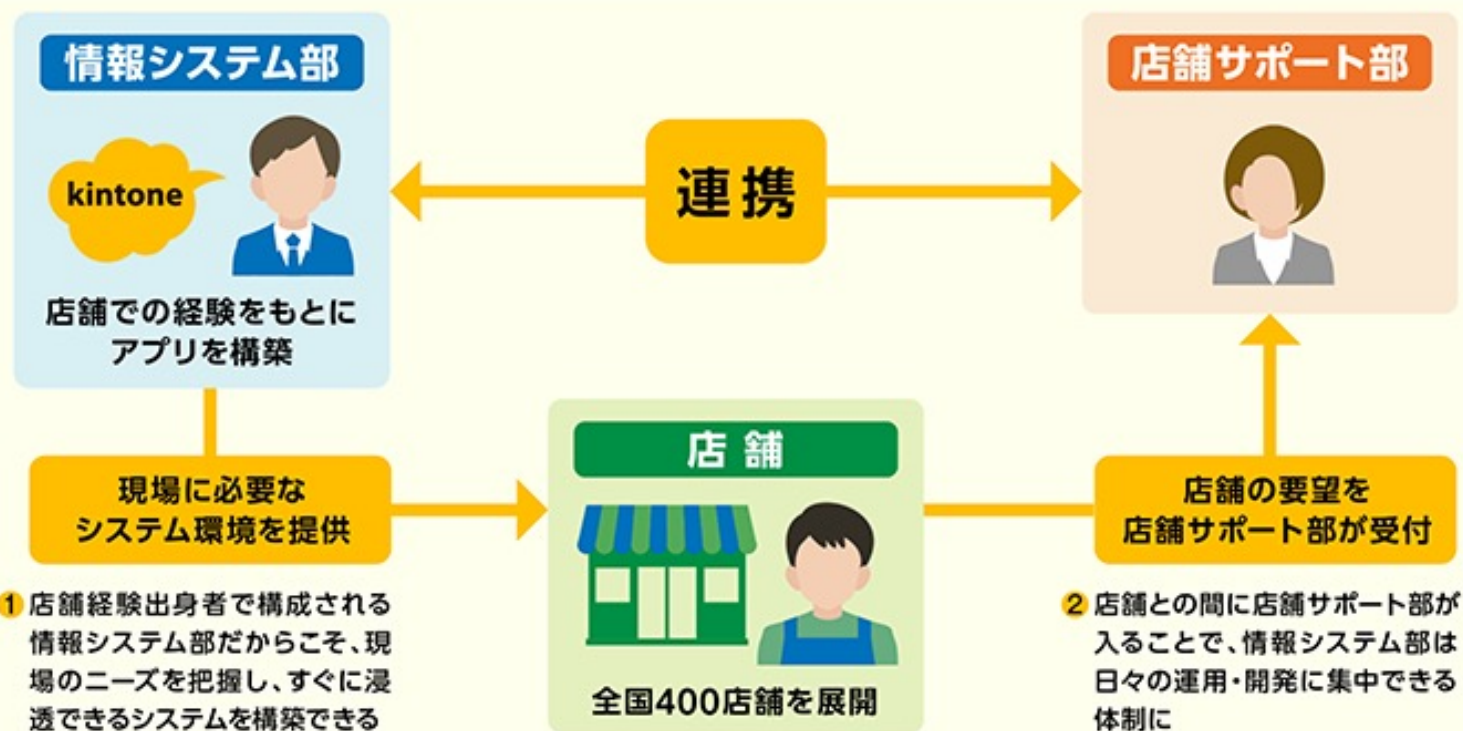 情報システム部
kintone
店舗での経験をもとに
アプリを構築
連携
店舗サポート部
現場に必要な
システム環境を提供
店舗
全国400店舗を展開
店舗の要望を
店舗サポート部が受付
1 店舗経験出身者で構成される
情報システム部だからこそ、現
場のニーズを把握し、すぐに浸
透できるシステムを構築できる
2 店舗との間に店舗サポート部が
入ることで、情報システム部は
日々の運用・開発に集中できる
体制に